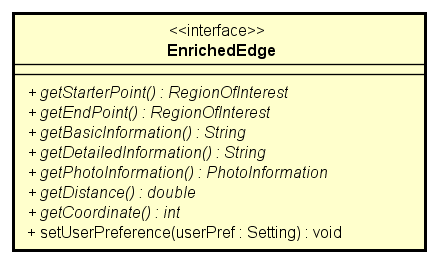 <<interface>>
EnrichedEdge
+ getStarterPoint() : RegionOfInterest
+ getEndPoint() : RegionOfInterest
+ getBasicInformation() : String
+ getDetailedInformation() : String
+ getPhotoInformation() : PhotoInformation
+ getDistance() : double
+ getCoordinate() : int
+ setUserPreference(userPref : Setting) : void